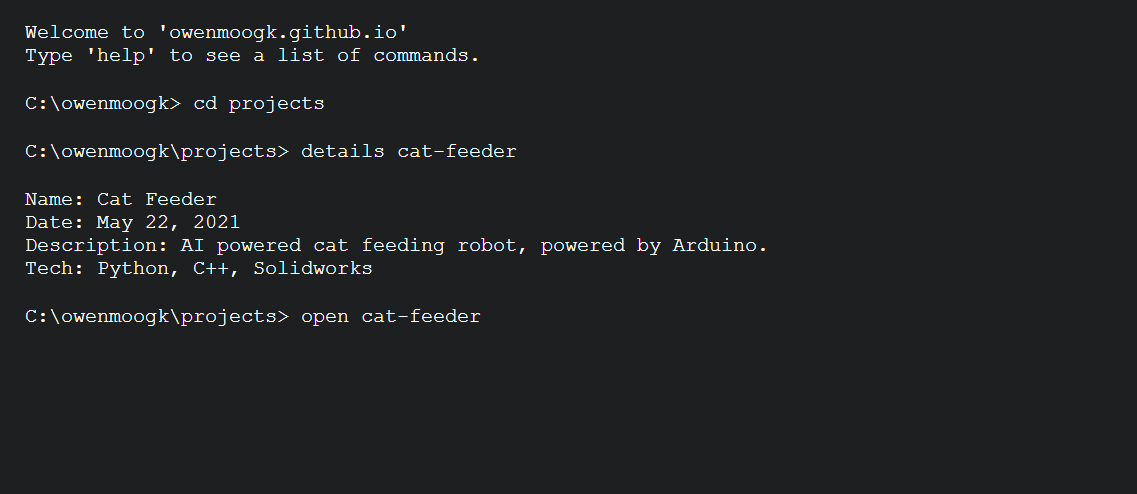 Welcome to 'owenmoogk.github.io'
Type 'help' to see a list of commands.
C:\owenmoogk> cd projects
C:\owenmoogk\projects> details cat-feeder
Name: Cat Feeder
Date: May 22, 2021
Description: AI powered cat feeding robot, powered by Arduino.
Tech: Python, C++, Solidworks
C:\owenmoogk\projects> open cat-feeder